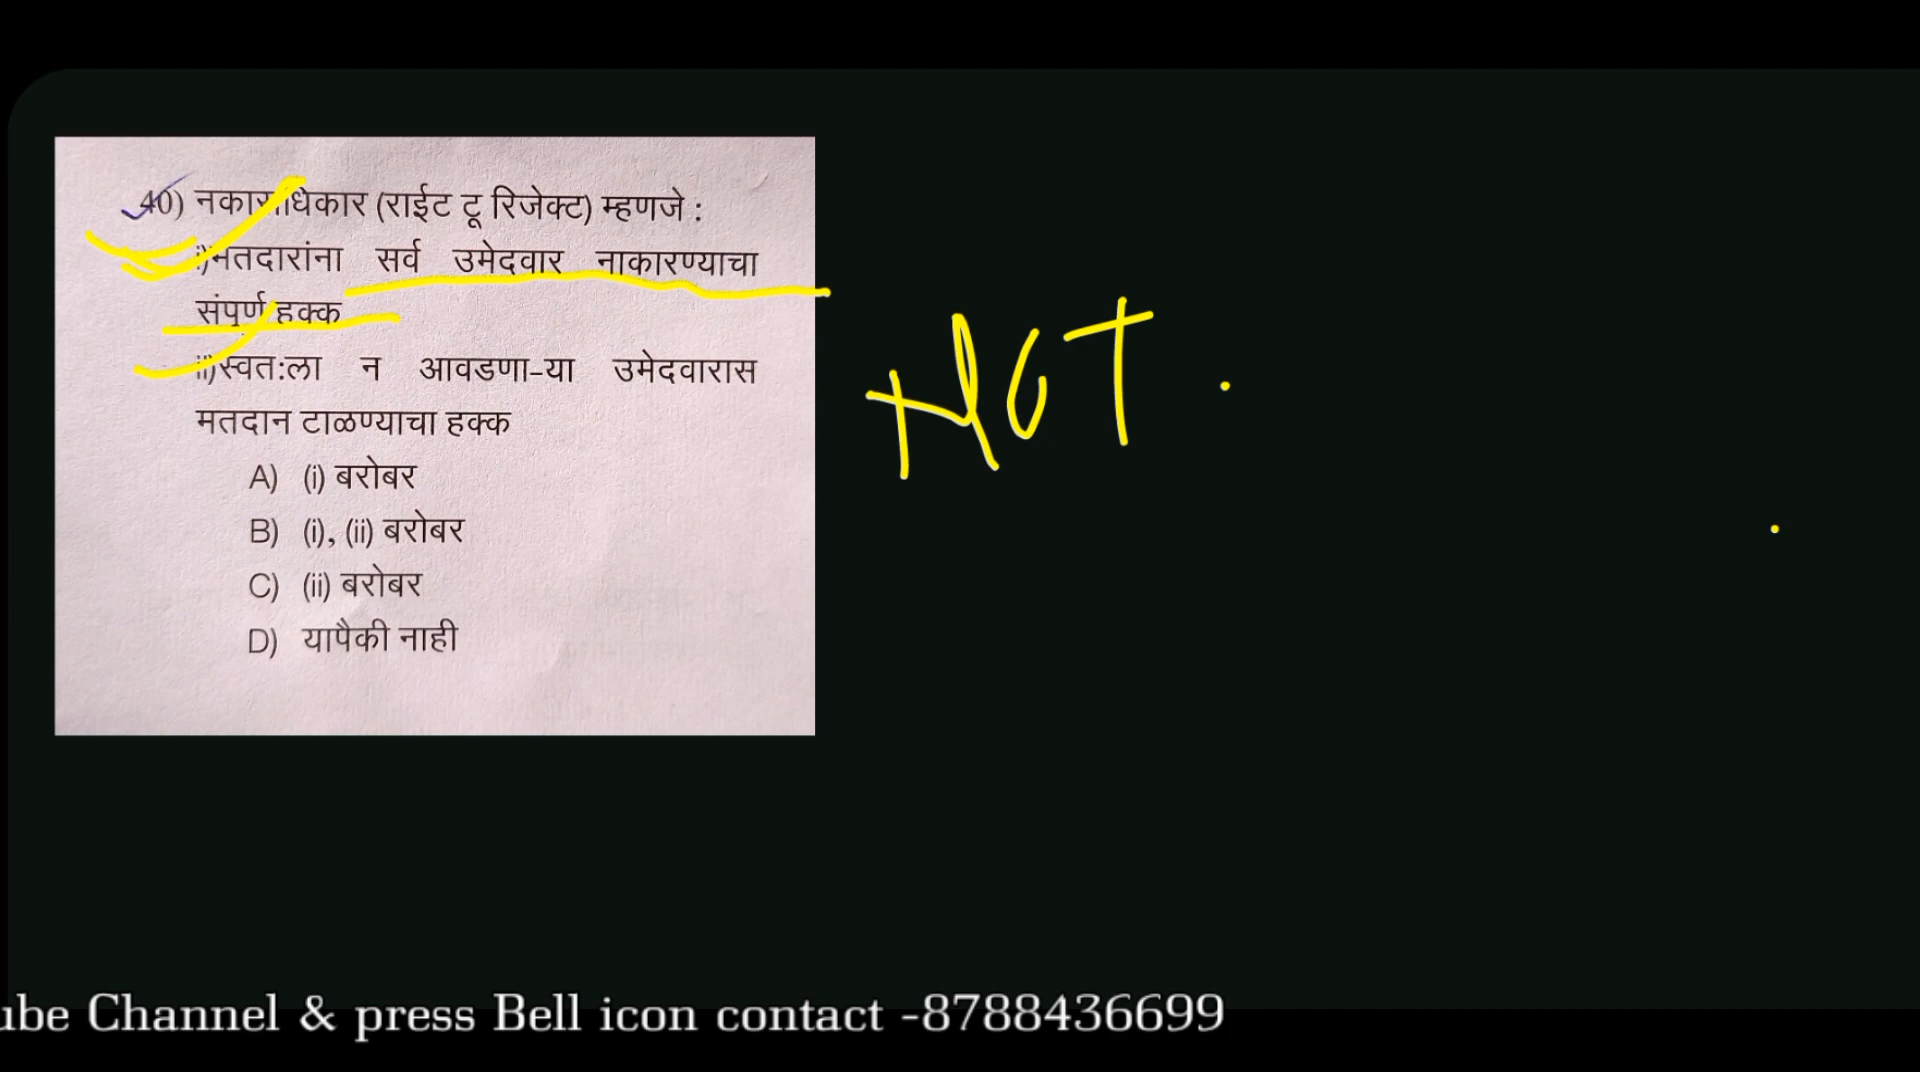 40) नकाराधिकार (राईट टू रिजेक्ट) म्हणजे :
i)मतदारांना सर्व उमेदवार नाकारण्याचा
संपूर्ण हक्क
ii)स्वत:ला न आवडणा-या उमेदवारास
मतदान टाळण्याचा हक्क
A) (i) बरोबर
B) (i), (ii) बरोबर
C) (ii) बरोबर
D) यापैकी नाही
NOT
ube Channel & press Bell icon contact -8788436699